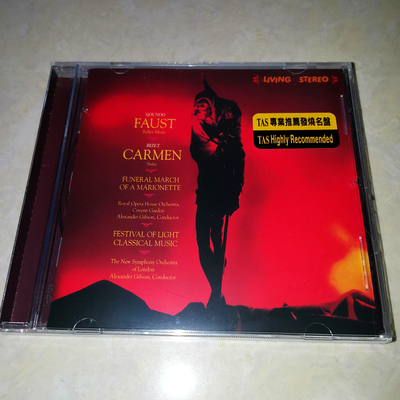 LIVING STEREO
GOUNOD
FAUST
Ballet Music
BIZET
CARMEN
Suite
FUNERAL MARCH
OF A MARIONETTE
Royal Opera House Orchestra,
Covent Garden
Alexander Gibson, Conductor
FESTIVAL OF LIGHT
CLASSICAL MUSIC
The New Symphony Orchestra
of London
Alexander Gibson, Conductor
TAS 專業推薦發燒名盤
TAS Highly Recommended